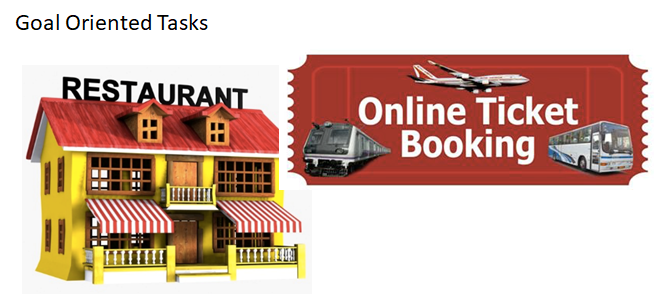 Goal Oriented Tasks
RESTAURANT
Online Ticket
Booking